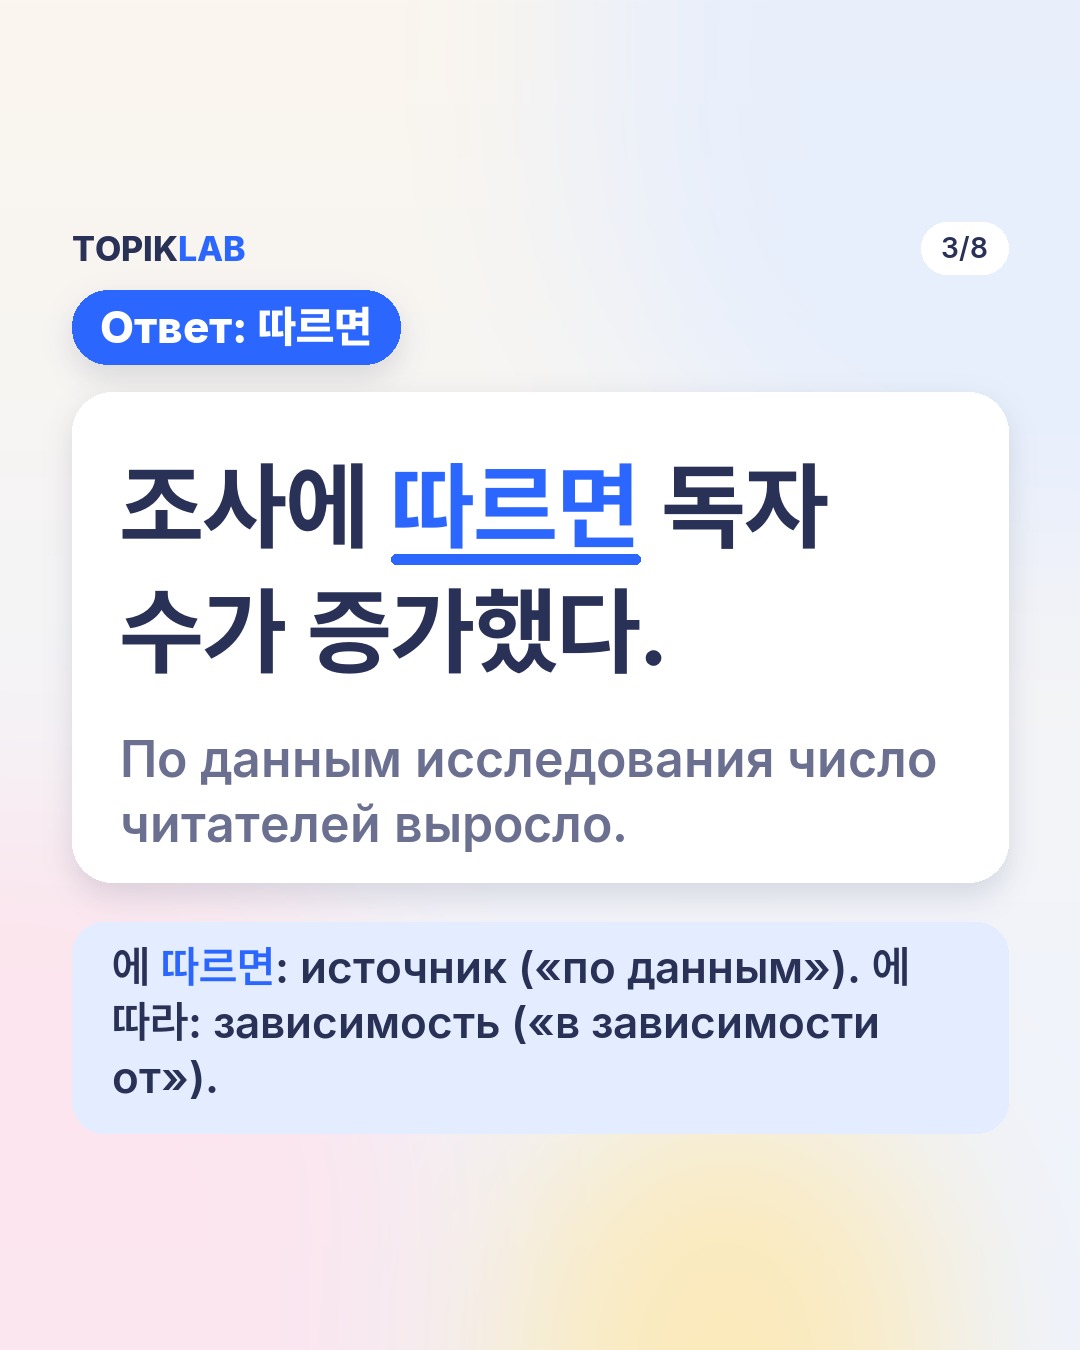 TOPIKLAB
3/8
Ответ: 따르면
조사에 따르면 독자
수가 증가했다.
По данным исследования число
читателей выросло.
에 따르면: источник («по данным»). 에
따라: зависимость («в зависимости
от»).